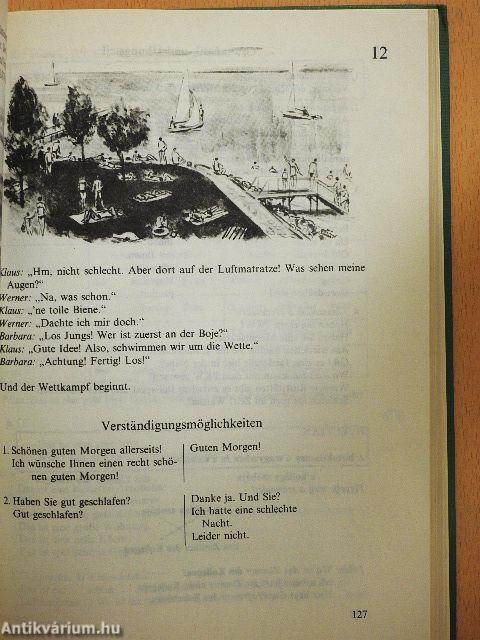 12
Klaus: „Hm, nicht schlecht. Aber dort auf der Luftmatratze! Was sehen meine
Augen?“
Werner: „Na, was schon.“
Klaus: „'ne tolle Biene.“
Werner: „Dachte ich mir doch.“
Barbara: „Los Jungs! Wer ist zuerst an der Boje?“
Klaus: „Gute Idee! Also, schwimmen wir um die Wette.“
Barbara: „Achtung! Fertig! Los!“
Und der Wettkampf beginnt.
Verständigungsmöglichkeiten
1. Schönen guten Morgen allerseits!
Ich wünsche Ihnen einen recht schö-
nen guten Morgen!
Guten Morgen!
2. Haben Sie gut geschlafen?
Gut geschlafen?
Danke ja. Und Sie?
Ich hatte eine schlechte
Nacht.
Leider nicht.
127
Antikvárium.hu